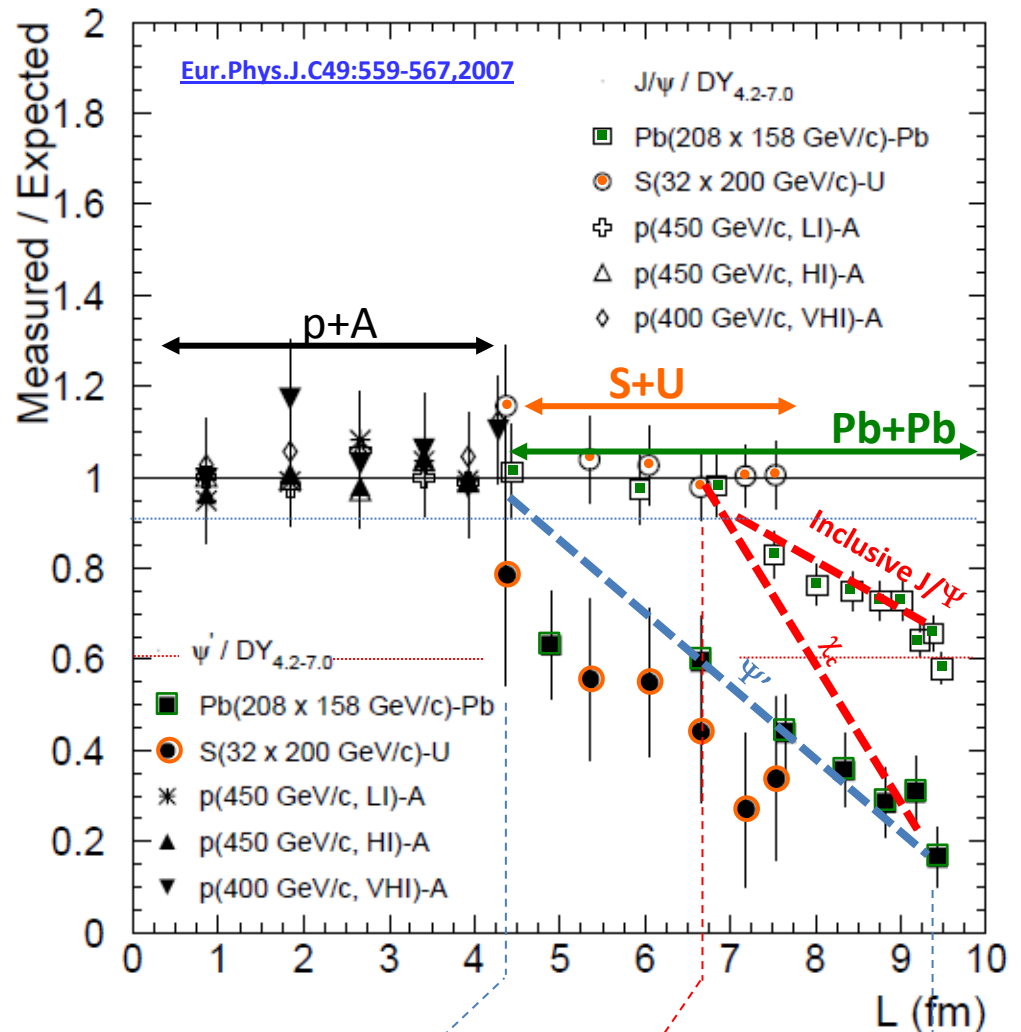 Measured / Expected
2
1.8
1.6
1.4
1.2
1
0.8
0.6
0.4
0.2
0
Eur.Phys.J.C49:559-567,2007
J/ψ / DY4.2-7.0
Pb(208 x 158 GeV/c)-Pb
S(32 x 200 GeV/c)-U
p(450 GeV/c, LI)-A
p(450 GeV/c, HI)-A
p(400 GeV/c, VHI)-A
p+A
S+U
Pb+Pb
Inclusive J/Ψ
χc
Ψ’
ψ' / DY4.2-7.0
Pb(208 x 158 GeV/c)-Pb
S(32 x 200 GeV/c)-U
p(450 GeV/c, LI)-A
p(450 GeV/c, HI)-A
p(400 GeV/c, VHI)-A
0 1 2 3 4 5 6 7 8 9 10
L (fm)